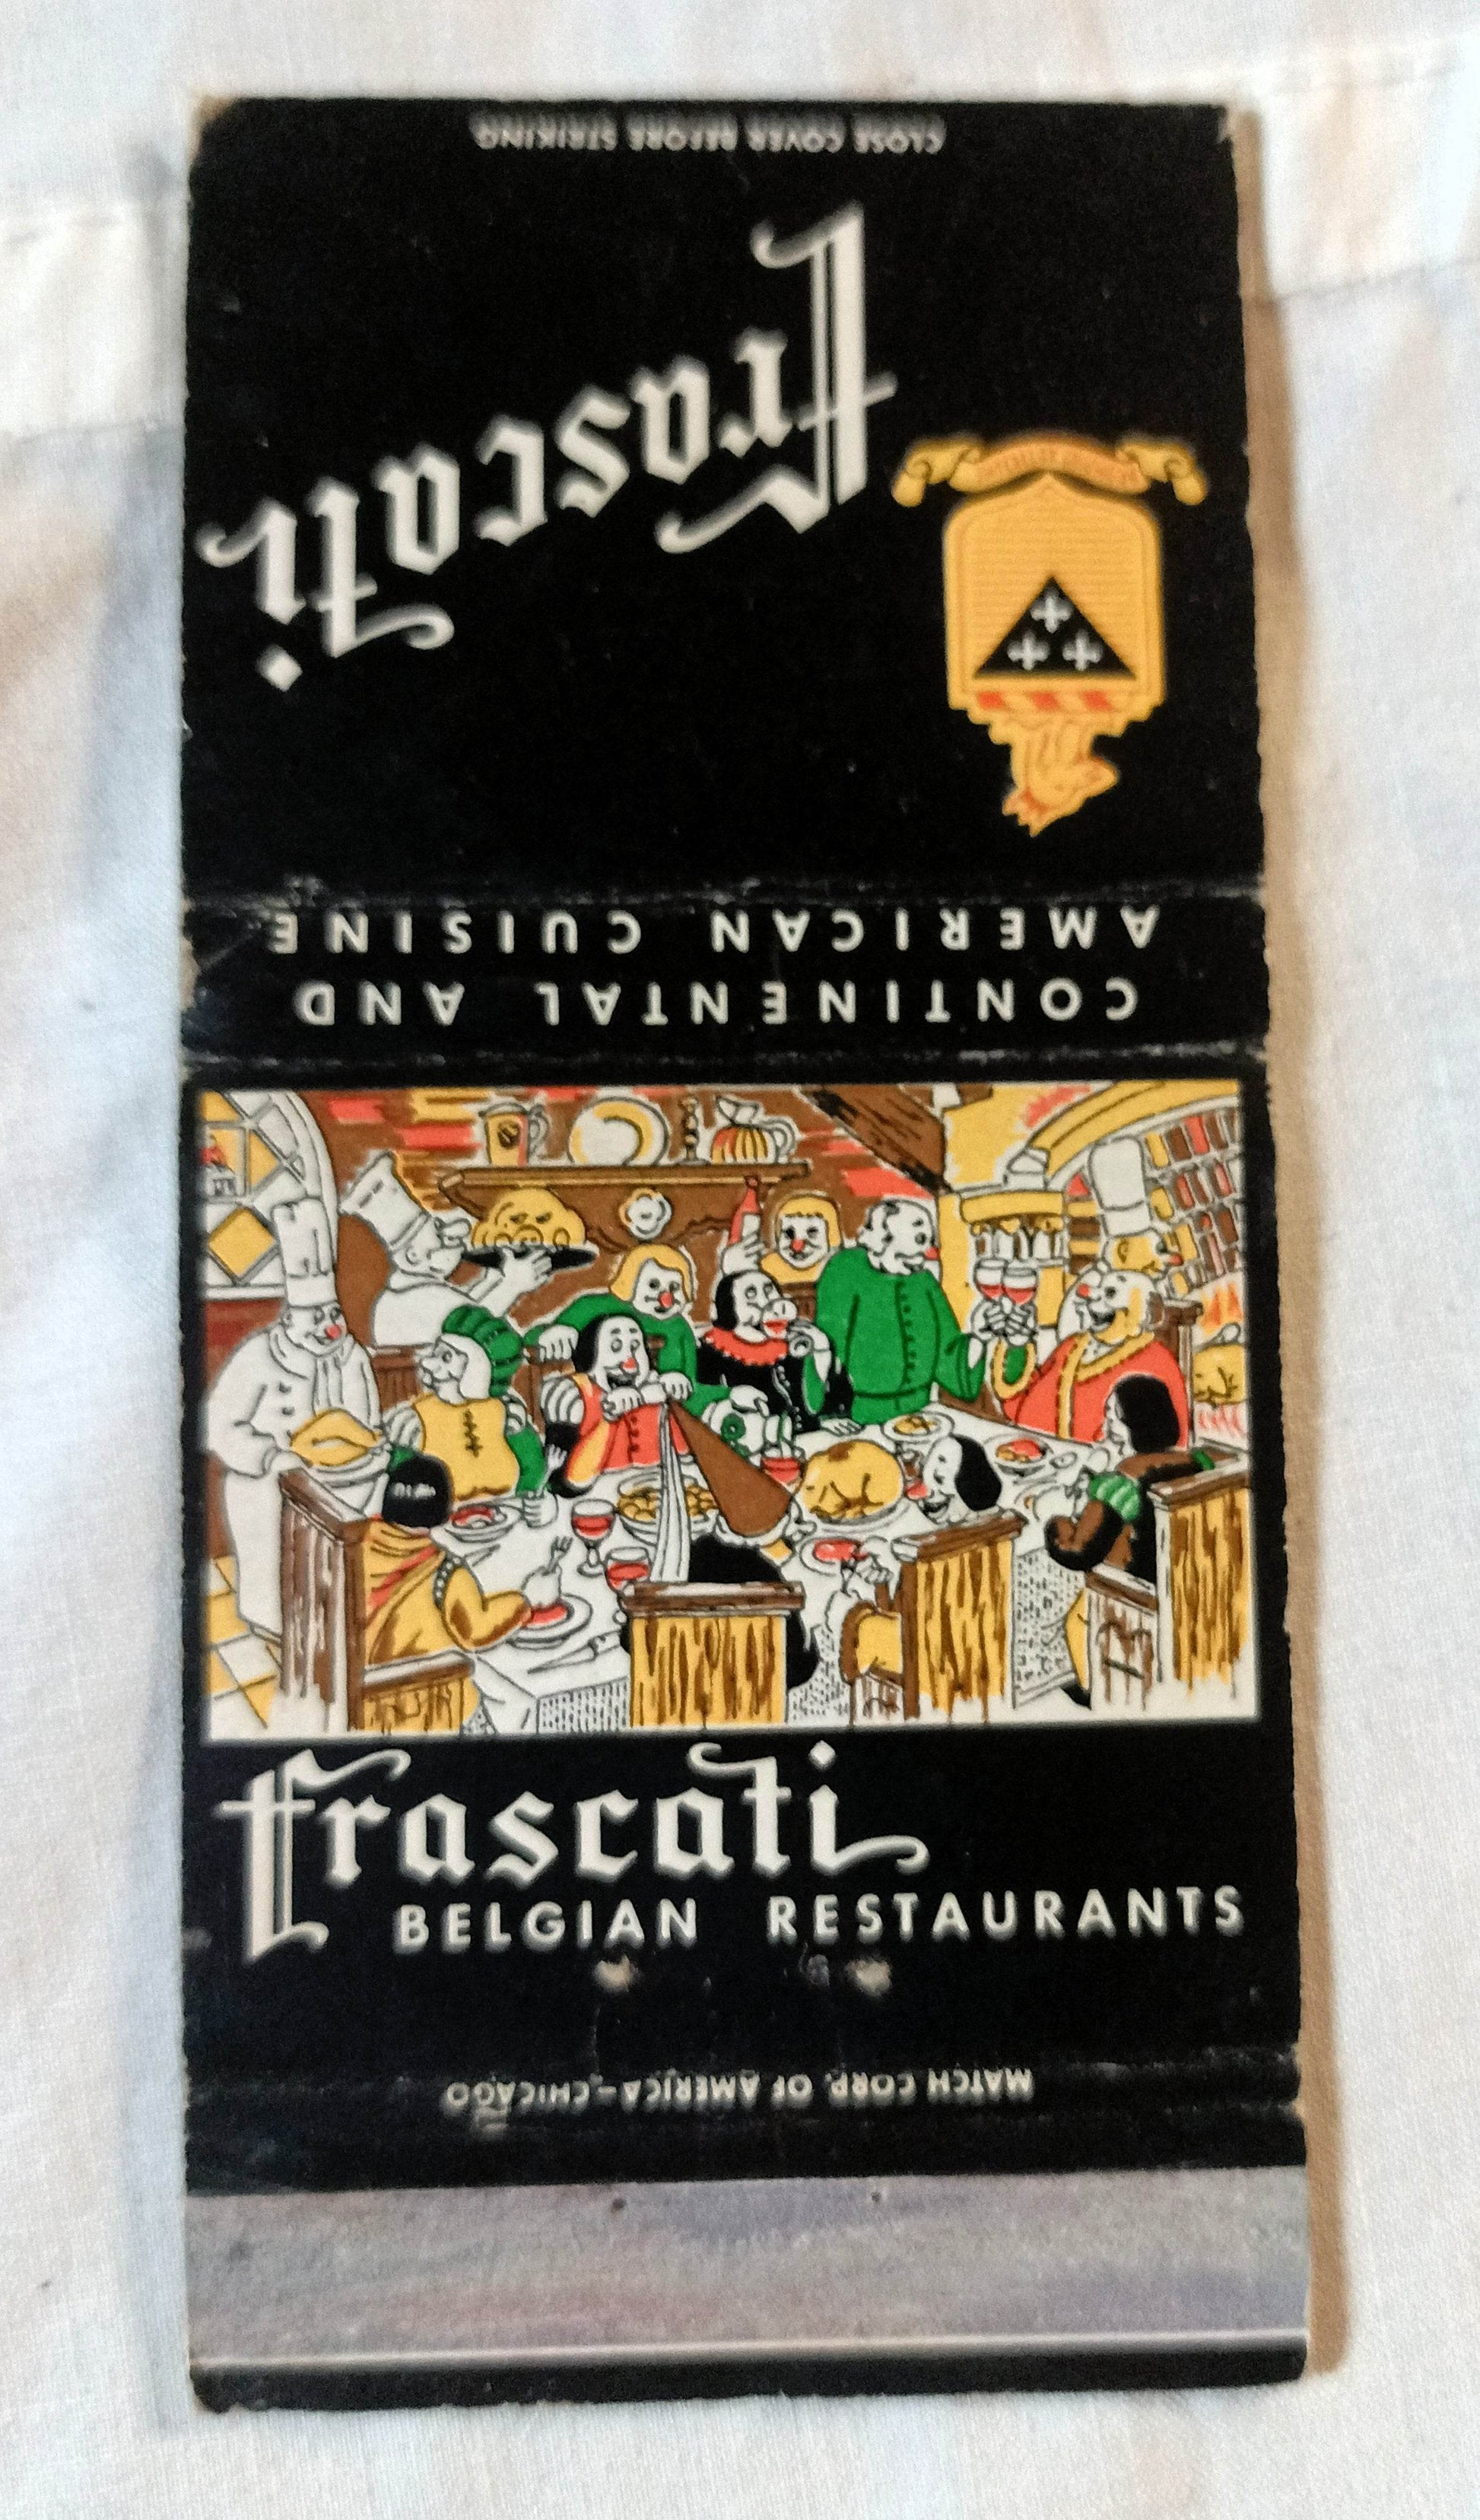 CLOSE COVER BEFORE STRIKING
Frascati
CONTINENTAL AND
AMERICAN CUISINE
Frascati
BELGIAN RESTAURANTS
MATCH CORP. OF AMERICA-CHICAGO